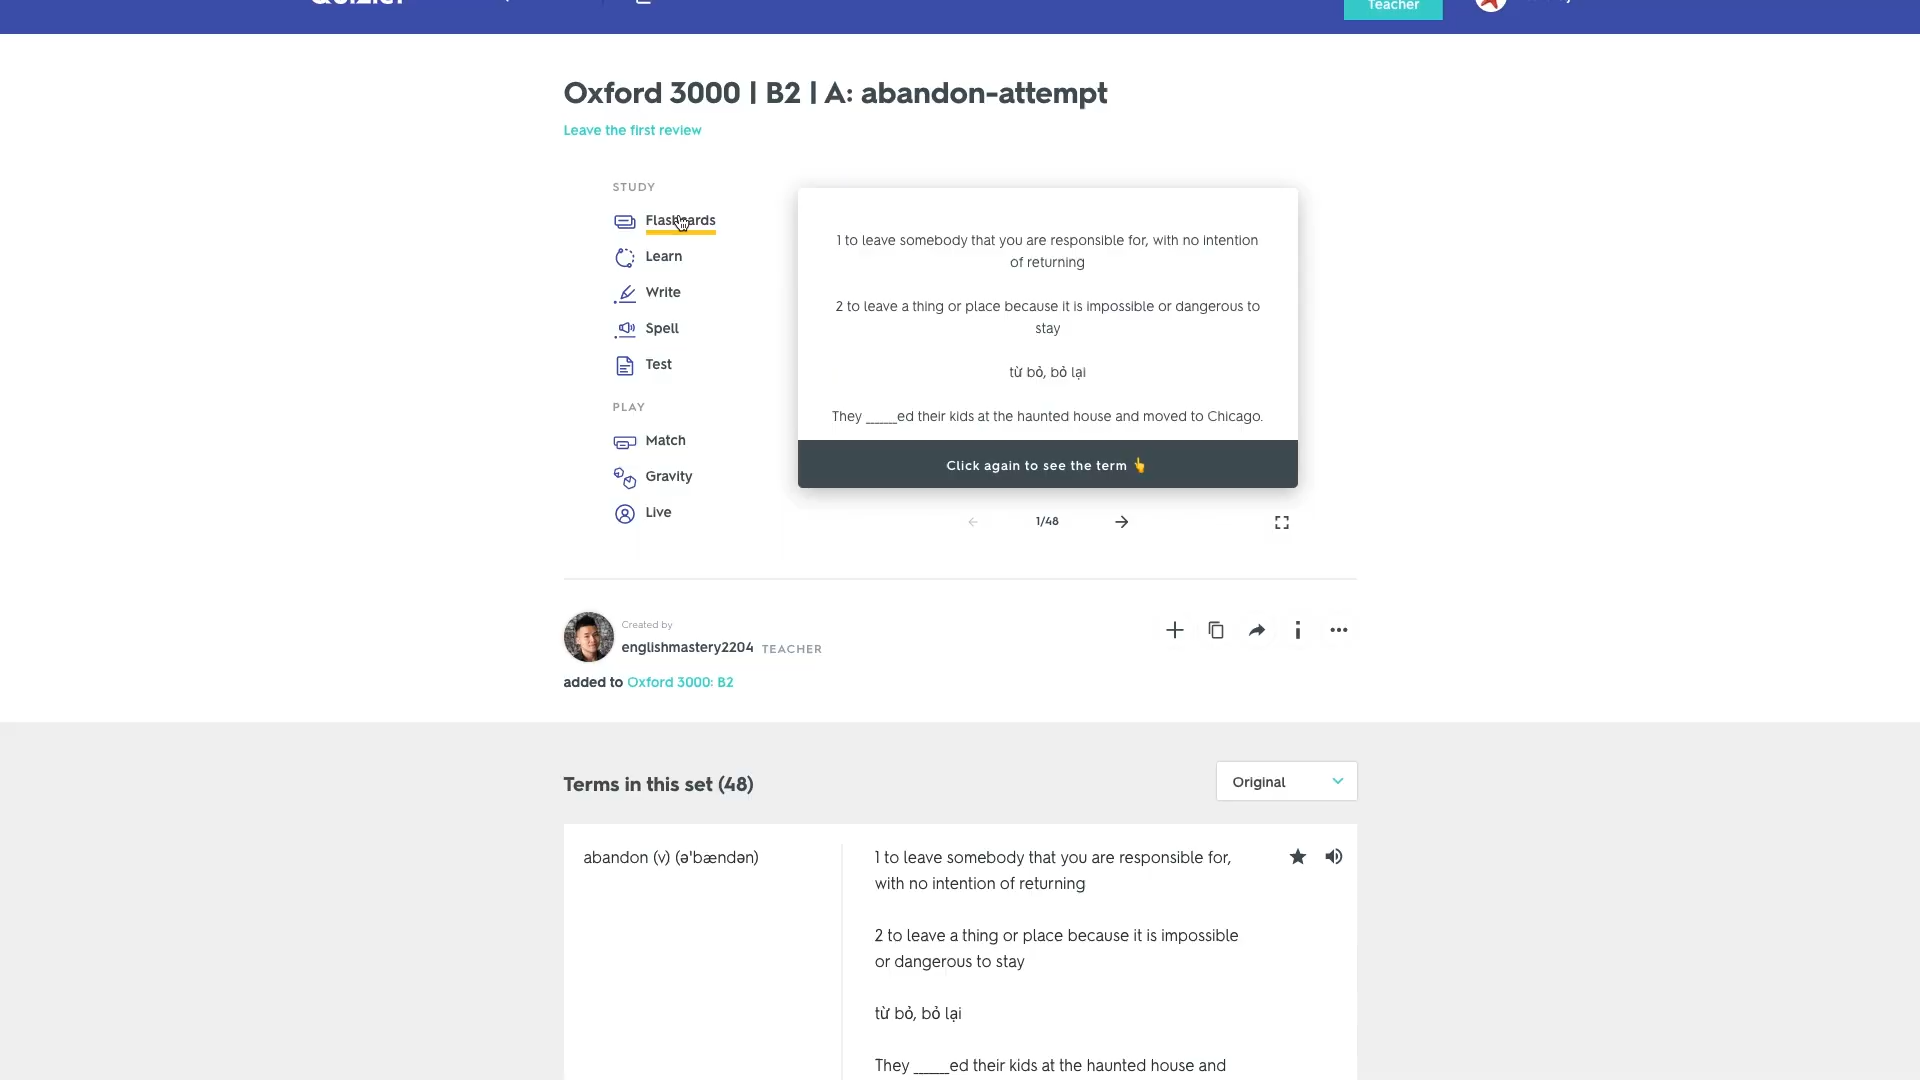 Quizlet
Teacher
Oxford 3000 | B2 | A: abandon-attempt
Leave the first review
STUDY
Flashcards
Learn
Write
Spell
Test
PLAY
Match
Gravity
Live
1 to leave somebody that you are responsible for, with no intention
of returning
2 to leave a thing or place because it is impossible or dangerous to
stay
từ bỏ, bỏ lại
They ______ed their kids at the haunted house and moved to Chicago.
Click again to see the term 👆
1/48
Created by
englishmastery2204 TEACHER
added to Oxford 3000: B2
Terms in this set (48)
Original
abandon (v) (ə'bændən)
1 to leave somebody that you are responsible for,
with no intention of returning
2 to leave a thing or place because it is impossible
or dangerous to stay
từ bỏ, bỏ lại
They ______ed their kids at the haunted house and